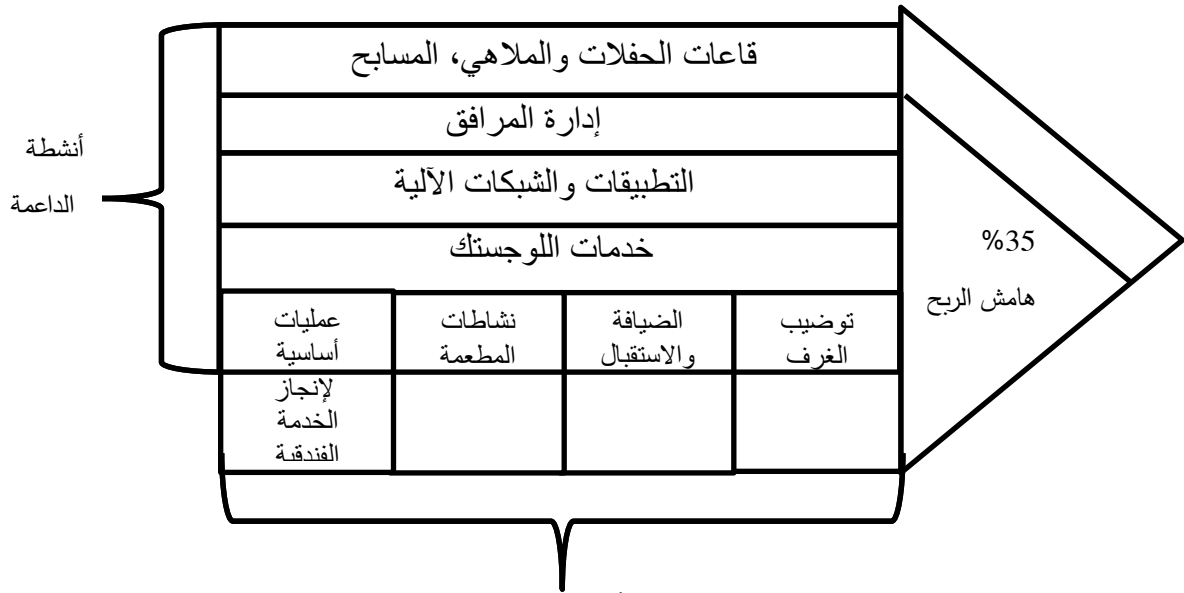 قاعات الحفلات والملاهي، المسابح
إدارة المرافق
أنشطة
الداعمة
التطبيقات والشبكات الآلية
خدمات اللوجستك
%35
هامش الربح
توضيب
الغرف
الضيافة
والاستقبال
نشاطات
المطعمة
عمليات
أساسية
لإنجاز
الخدمة
الفندقية